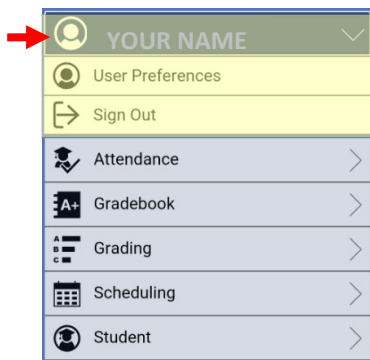 YOUR NAME
User Preferences
Sign Out
Attendance
A+ Gradebook
A
B
C
Grading
Scheduling
Student